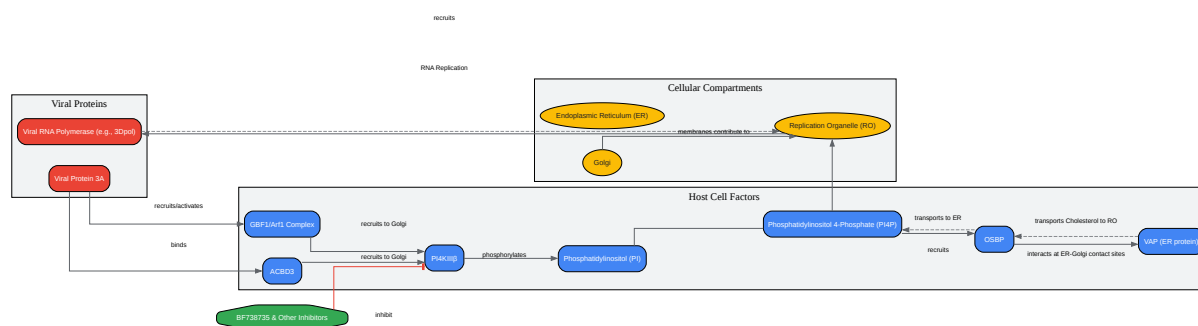 recruits
RNA Replication
Cellular Compartments
Viral Proteins
Endoplasmic Reticulum (ER)
Replication Organelle (RO)
Viral RNA Polymerase (e.g., 3Dpol)
membranes contribute to
Golgi
Viral Protein 3A
Host Cell Factors
recruits/activates
GBF1/Arf1 Complex
recruits to Golgi
Phosphatidylinositol 4-Phosphate (PI4P)
transports to ER
transports Cholesterol to RO
OSBP
VAP (ER protein)
binds
recruits
interacts at ER-Golgi contact sites
recruits to Golgi
PI4KIIIβ
phosphorylates
Phosphatidylinositol (PI)
ACBD3
BF738735 & Other Inhibitors
inhibit